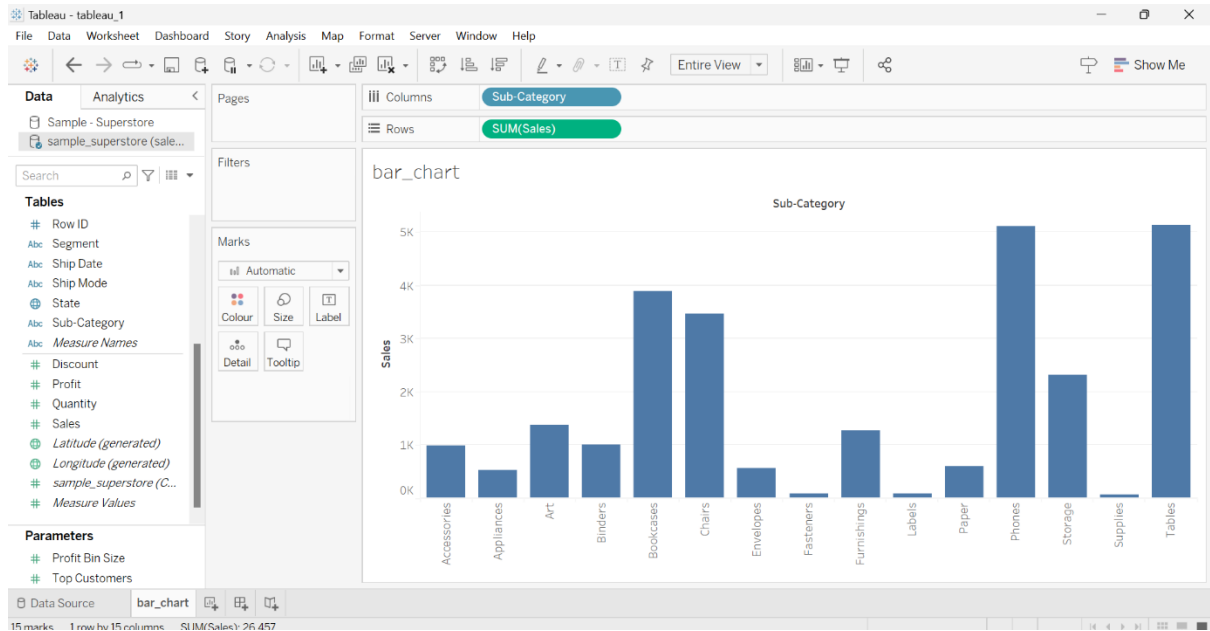 Tableau - tableau_1
File Data Worksheet Dashboard Story Analysis Map Format Server Window Help
Entire View
Show Me
Data Analytics
Sample - Superstore
sample_superstore (sale...
Search
Tables
# Row ID
Abc Segment
Abc Ship Date
Abc Ship Mode
State
Abc Sub-Category
Abc Measure Names
# Discount
# Profit
# Quantity
# Sales
Latitude (generated)
Longitude (generated)
# sample_superstore (C...
# Measure Values
Parameters
# Profit Bin Size
# Top Customers
Pages
Filters
Marks
Automatic
Colour Size Label
Detail Tooltip
Columns Sub-Category
Rows SUM(Sales)
bar_chart
Sub-Category
Sales
5K
4K
3K
2K
1K
0K
Accessories
Appliances
Art
Binders
Bookcases
Chairs
Envelopes
Fasteners
Furnishings
Labels
Paper
Phones
Storage
Supplies
Tables
Data Source bar_chart
15 marks 1 row by 15 columns SUM(Sales): 26,457